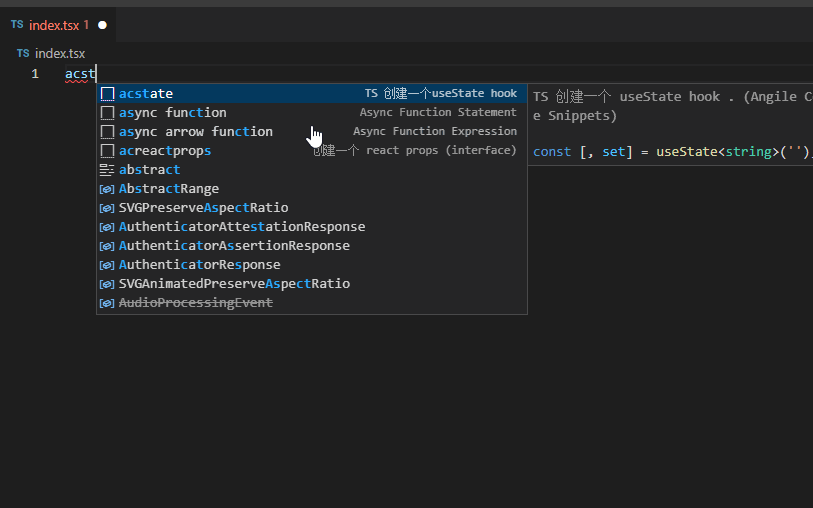 TS index.tsx 1
TS index.tsx
1 acst
acstate TS 创建一个useState hook
async function Async Function Statement
async arrow function Async Function Expression
acreactprops 创建一个 react props (interface)
abstract
AbstractRange
SVGPreserveAspectRatio
AuthenticatorAttestationResponse
AuthenticatorAssertionResponse
AuthenticatorResponse
SVGAnimatedPreserveAspectRatio
AudioProcessingEvent
TS 创建一个 useState hook . (Angile C
e Snippets)
const [, set] = useState<string>('')